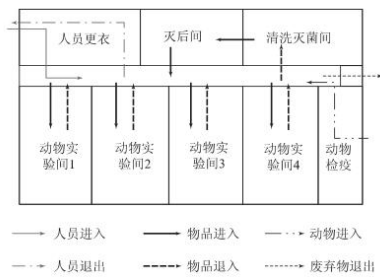 人员更衣
灭后间
清洗灭菌间
动物实
验间1
动物实
验间2
动物实
验间3
动物实
验间4
动物
检疫
人员进入
物品进入
动物进入
人员退出
物品退入
废弃物退出